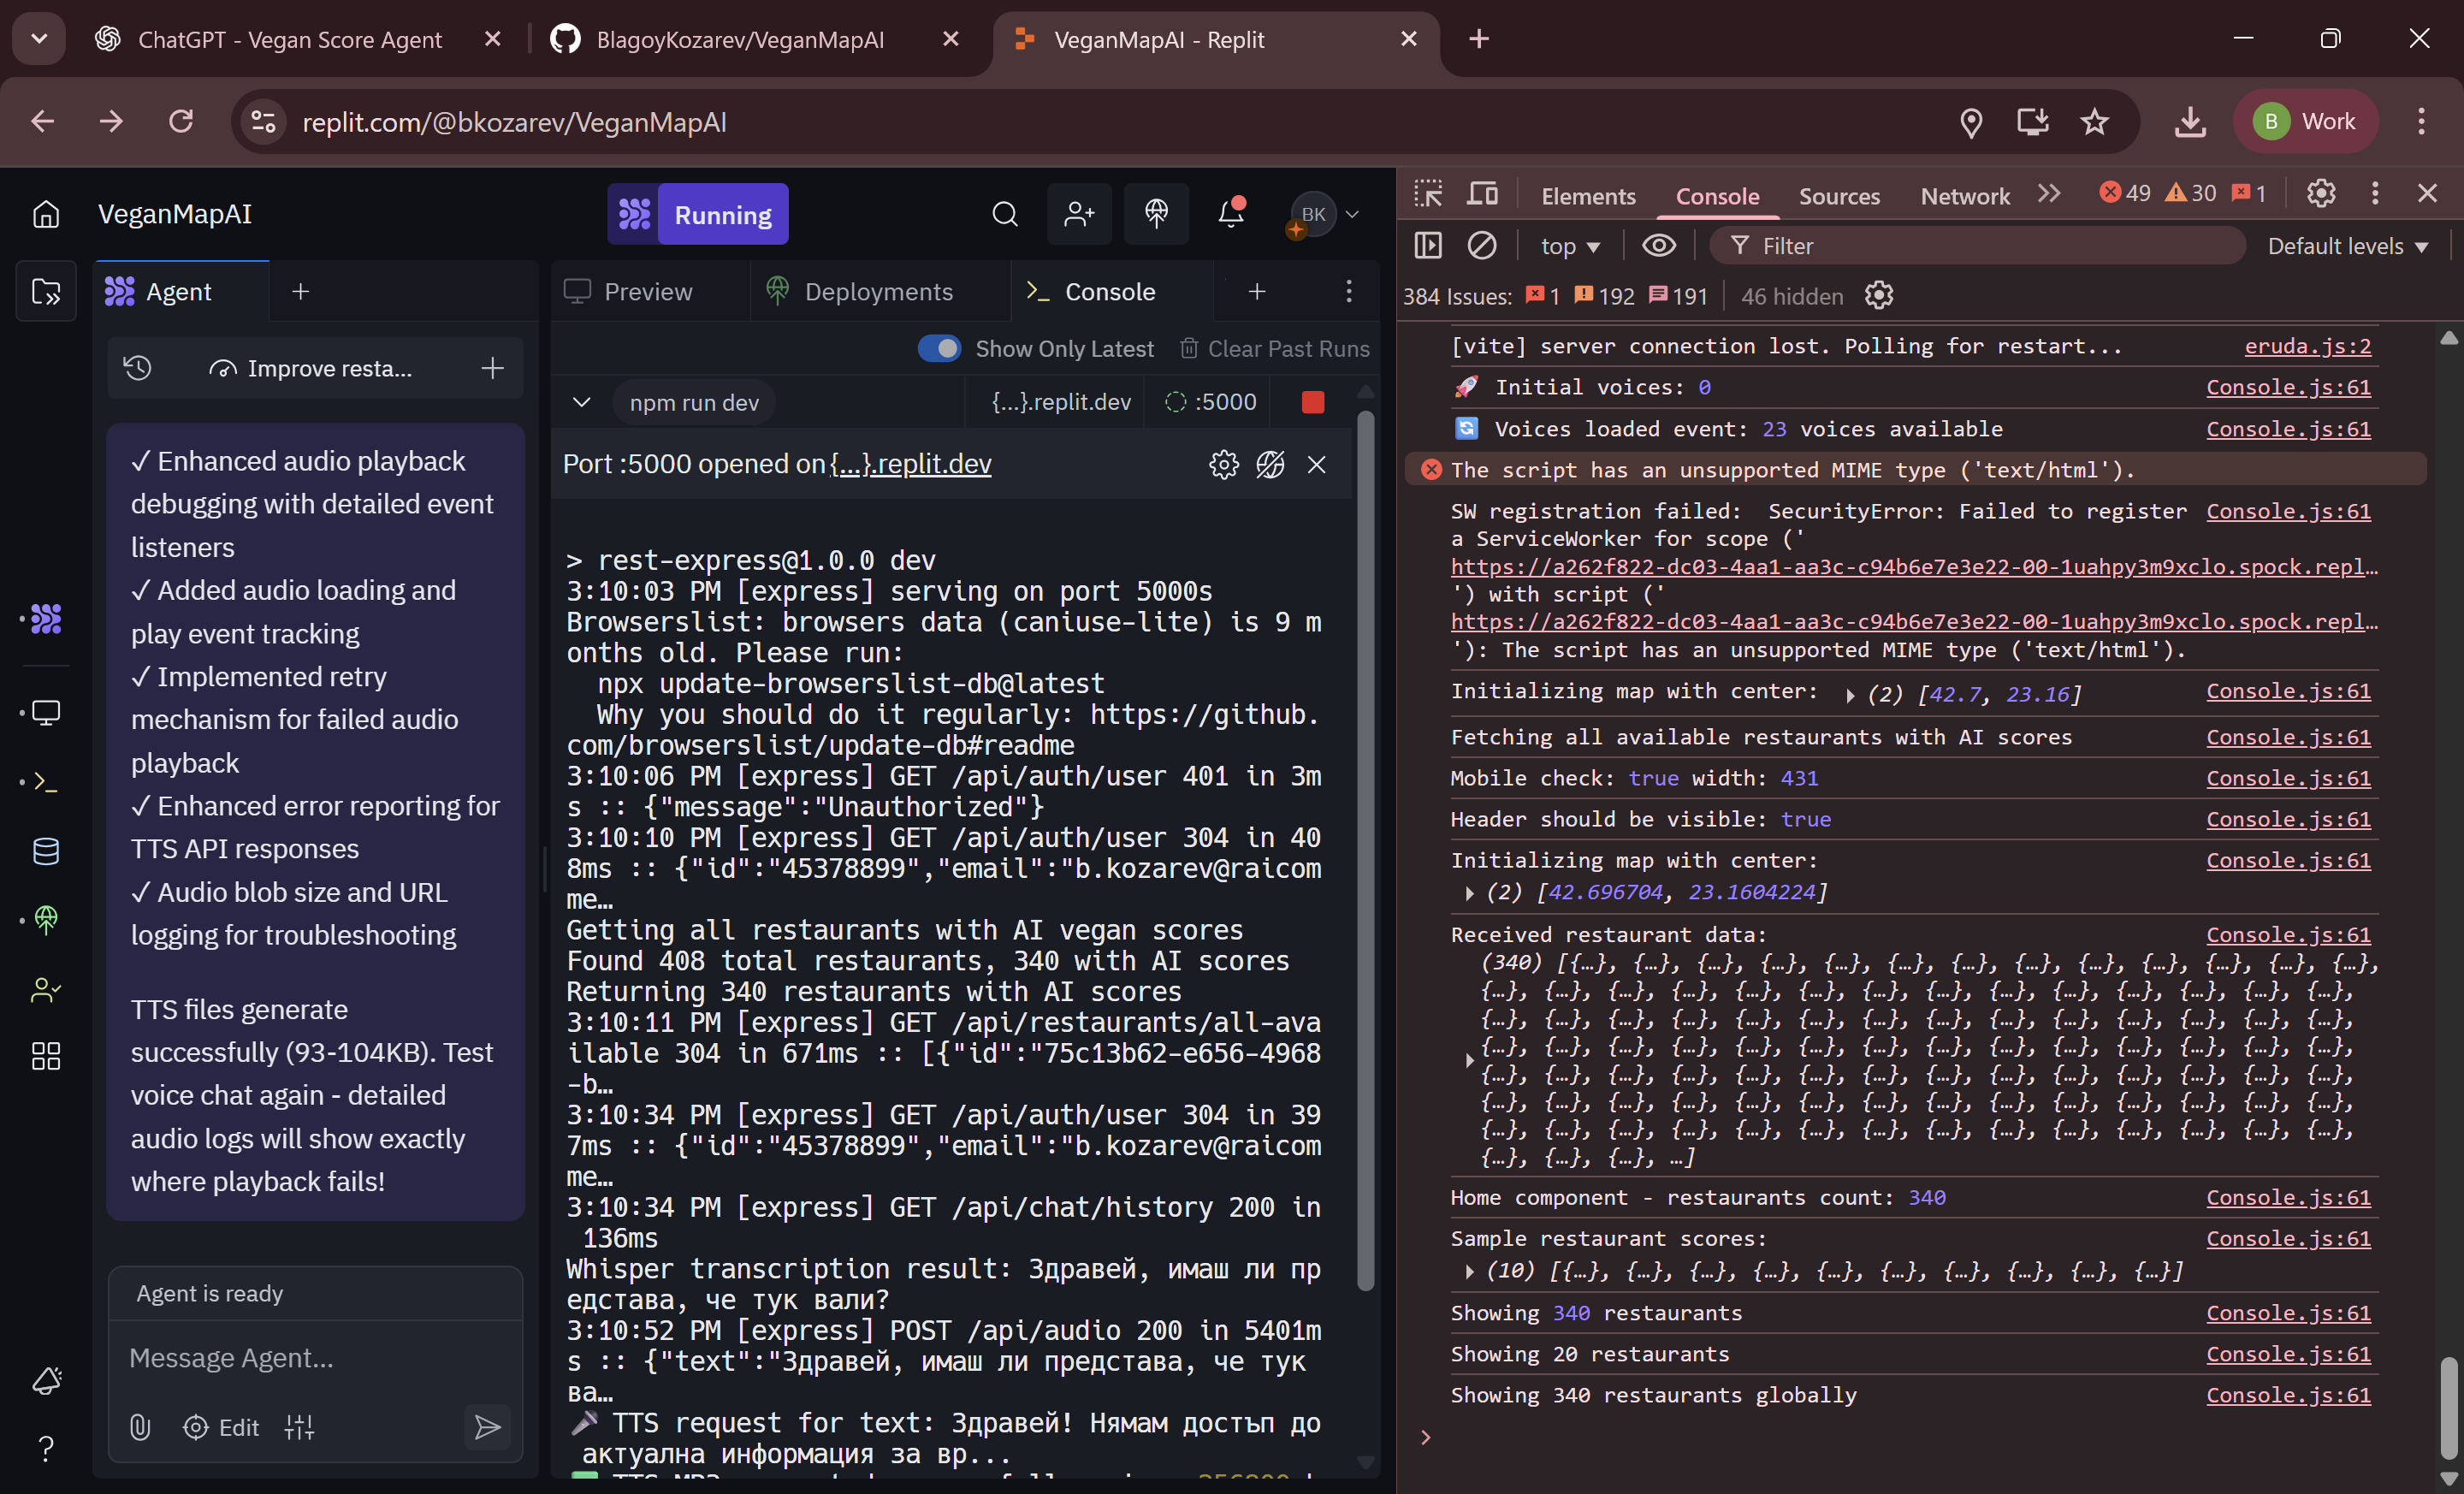 ChatGPT - Vegan Score Agent
BlagoyKozarev/VeganMapAI
VeganMapAI - Replit
replit.com/@bkozarev/VeganMapAI
B Work
VeganMapAI
Running
BK
Agent
Improve resta...
✓ Enhanced audio playback
debugging with detailed event
listeners
✓ Added audio loading and
play event tracking
✓ Implemented retry
mechanism for failed audio
playback
✓ Enhanced error reporting for
TTS API responses
✓ Audio blob size and URL
logging for troubleshooting
TTS files generate
successfully (93-104KB). Test
voice chat again - detailed
audio logs will show exactly
where playback fails!
Agent is ready
Message Agent...
Edit
Preview
Deployments
Console
Show Only Latest
Clear Past Runs
npm run dev
{...}.replit.dev
:5000
Port :5000 opened on {...}.replit.dev
> rest-express@1.0.0 dev
3:10:03 PM [express] serving on port 5000s
Browserslist: browsers data (caniuse-lite) is 9 m
onths old. Please run:
npx update-browserslist-db@latest
Why you should do it regularly: https://github.
com/browserslist/update-db#readme
3:10:06 PM [express] GET /api/auth/user 401 in 3m
s :: {"message":"Unauthorized"}
3:10:10 PM [express] GET /api/auth/user 304 in 40
8ms :: {"id":"45378899","email":"b.kozarev@raicom
me…
Getting all restaurants with AI vegan scores
Found 408 total restaurants, 340 with AI scores
Returning 340 restaurants with AI scores
3:10:11 PM [express] GET /api/restaurants/all-ava
ilable 304 in 671ms :: [{"id":"75c13b62-e656-4968
-b…
3:10:34 PM [express] GET /api/auth/user 304 in 39
7ms :: {"id":"45378899","email":"b.kozarev@raicom
me…
3:10:34 PM [express] GET /api/chat/history 200 in
136ms
Whisper transcription result: Здравей, имаш ли пр
едстава, че тук вали?
3:10:52 PM [express] POST /api/audio 200 in 5401m
s :: {"text":"Здравей, имаш ли представа, че тук
ва…
🎤 TTS request for text: Здравей! Нямам достъп до
актуална информация за вр...
Elements
Console
Sources
Network
49
30
1
top
Filter
Default levels
384 Issues:
1
192
191
46 hidden
[vite] server connection lost. Polling for restart... eruda.js:2
🚀 Initial voices: 0 Console.js:61
🔄 Voices loaded event: 23 voices available Console.js:61
The script has an unsupported MIME type ('text/html').
SW registration failed: SecurityError: Failed to register Console.js:61
a ServiceWorker for scope ('
https://a262f822-dc03-4aa1-aa3c-c94b6e7e3e22-00-1uahpy3m9xclo.spock.repl…
') with script ('
https://a262f822-dc03-4aa1-aa3c-c94b6e7e3e22-00-1uahpy3m9xclo.spock.repl…
'): The script has an unsupported MIME type ('text/html').
Initializing map with center: (2) [42.7, 23.16] Console.js:61
Fetching all available restaurants with AI scores Console.js:61
Mobile check: true width: 431 Console.js:61
Header should be visible: true Console.js:61
Initializing map with center: Console.js:61
(2) [42.696704, 23.1604224]
Received restaurant data: Console.js:61
(340) [{…}, {…}, {…}, {…}, {…}, {…}, {…}, {…}, {…}, {…}, {…}, {…}, {…},
{…}, {…}, {…}, {…}, {…}, {…}, {…}, {…}, {…}, {…}, {…}, {…}, {…}, {…},
{…}, {…}, {…}, {…}, {…}, {…}, {…}, {…}, {…}, {…}, {…}, {…}, {…}, {…},
{…}, {…}, {…}, {…}, {…}, {…}, {…}, {…}, {…}, {…}, {…}, {…}, {…}, {…},
{…}, {…}, {…}, {…}, {…}, {…}, {…}, {…}, {…}, {…}, {…}, {…}, {…}, {…},
{…}, {…}, {…}, {…}, {…}, {…}, {…}, {…}, {…}, {…}, {…}, {…}, {…}, {…},
{…}, {…}, {…}, {…}, {…}, {…}, {…}, {…}, {…}, {…}, {…}, {…}, {…}, {…},
{…}, {…}, {…}, …]
Home component - restaurants count: 340 Console.js:61
Sample restaurant scores: Console.js:61
(10) [{…}, {…}, {…}, {…}, {…}, {…}, {…}, {…}, {…}, {…}]
Showing 340 restaurants Console.js:61
Showing 20 restaurants Console.js:61
Showing 340 restaurants globally Console.js:61